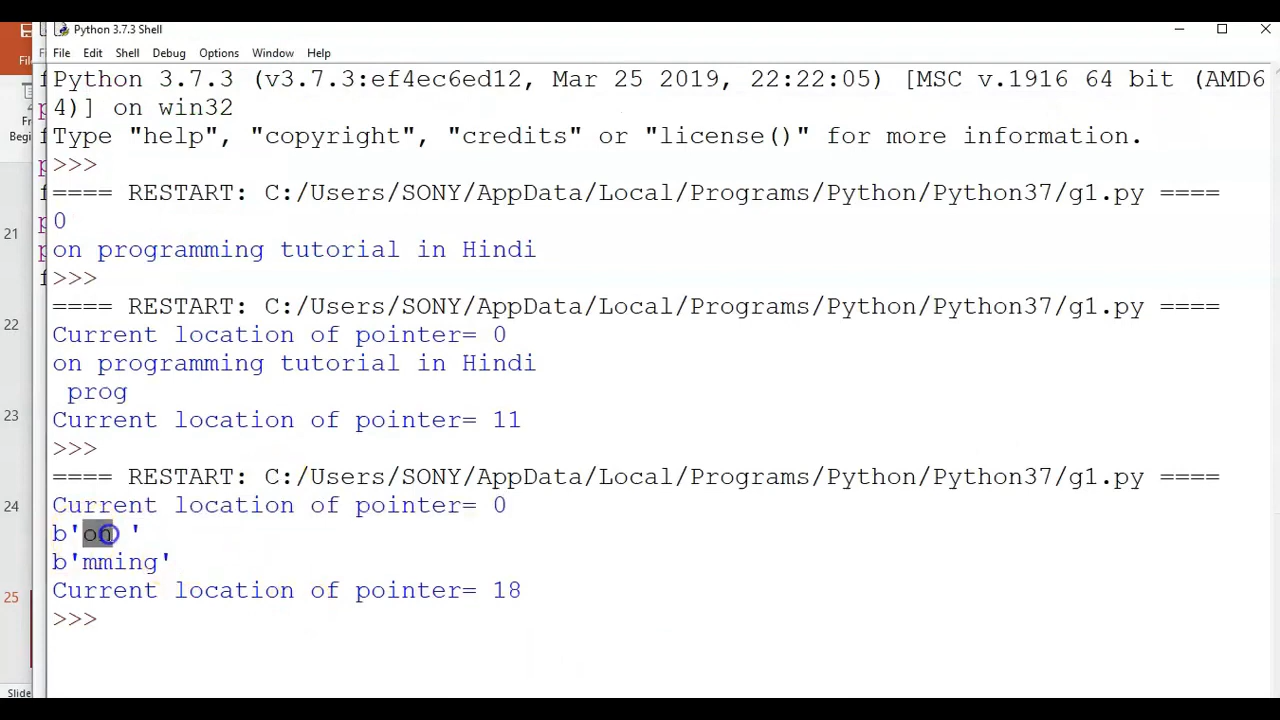 Python 3.7.3 Shell
File Edit Shell Debug Options Window Help
Python 3.7.3 (v3.7.3:ef4ec6ed12, Mar 25 2019, 22:22:05) [MSC v.1916 64 bit (AMD6
4)] on win32
Type "help", "copyright", "credits" or "license()" for more information.
>>>
==== RESTART: C:/Users/SONY/AppData/Local/Programs/Python/Python37/g1.py ====
0
on programming tutorial in Hindi
>>>
==== RESTART: C:/Users/SONY/AppData/Local/Programs/Python/Python37/g1.py ====
Current location of pointer= 0
on programming tutorial in Hindi
 prog
Current location of pointer= 11
>>>
==== RESTART: C:/Users/SONY/AppData/Local/Programs/Python/Python37/g1.py ====
Current location of pointer= 0
b'on '
b'mming'
Current location of pointer= 18
>>>
21
22
23
24
25
Slide